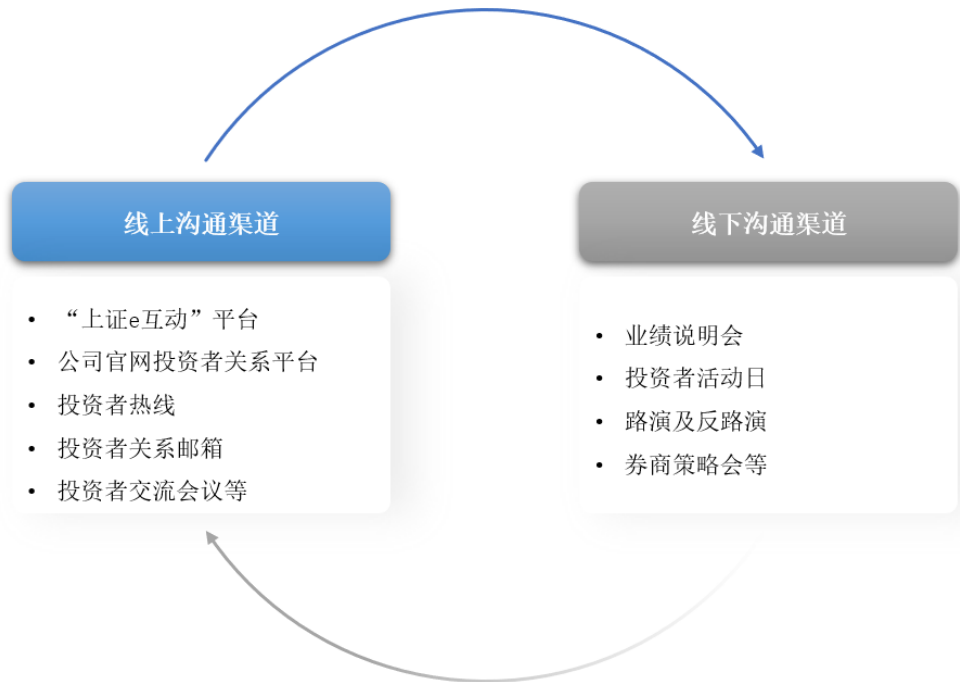 线上沟通渠道
• “上证e互动”平台
• 公司官网投资者关系平台
• 投资者热线
• 投资者关系邮箱
• 投资者交流会议等
线下沟通渠道
• 业绩说明会
• 投资者活动日
• 路演及反路演
• 券商策略会等